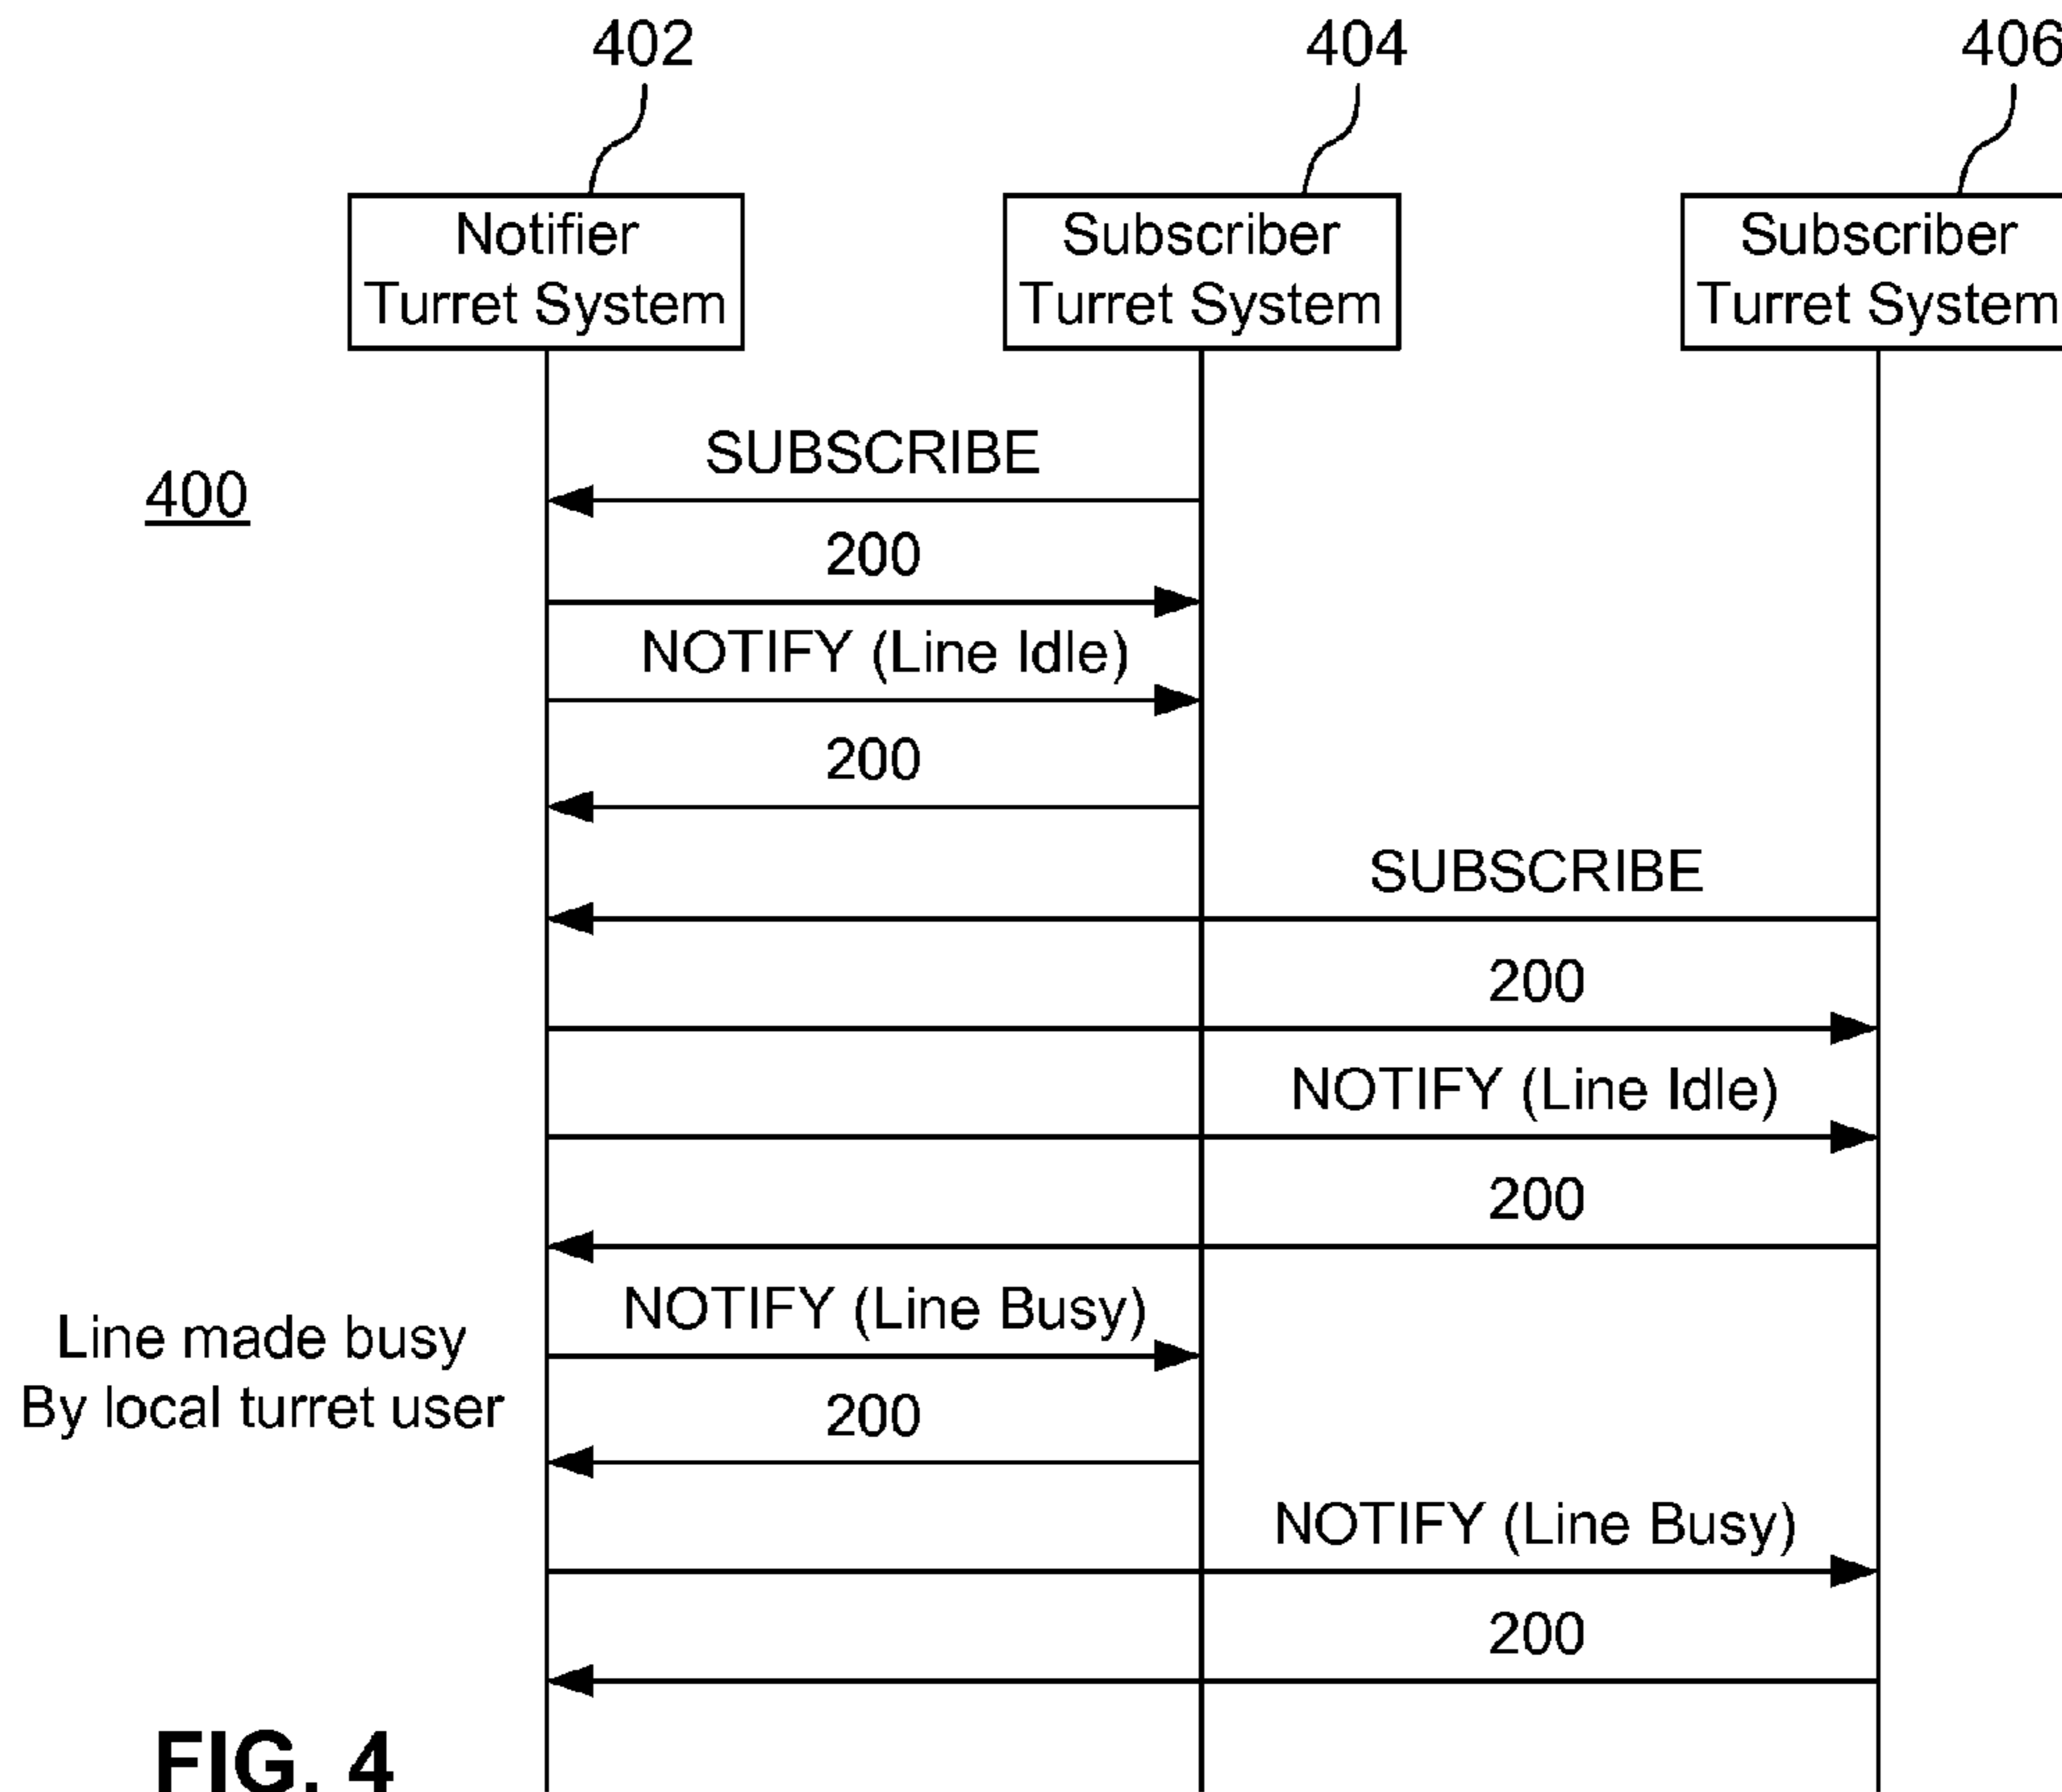 402
404
406
Notifier
Turret System
Subscriber
Turret System
Subscriber
Turret System
400
SUBSCRIBE
200
NOTIFY (Line Idle)
200
SUBSCRIBE
200
NOTIFY (Line Idle)
200
Line made busy
By local turret user
NOTIFY (Line Busy)
200
NOTIFY (Line Busy)
200
FIG. 4